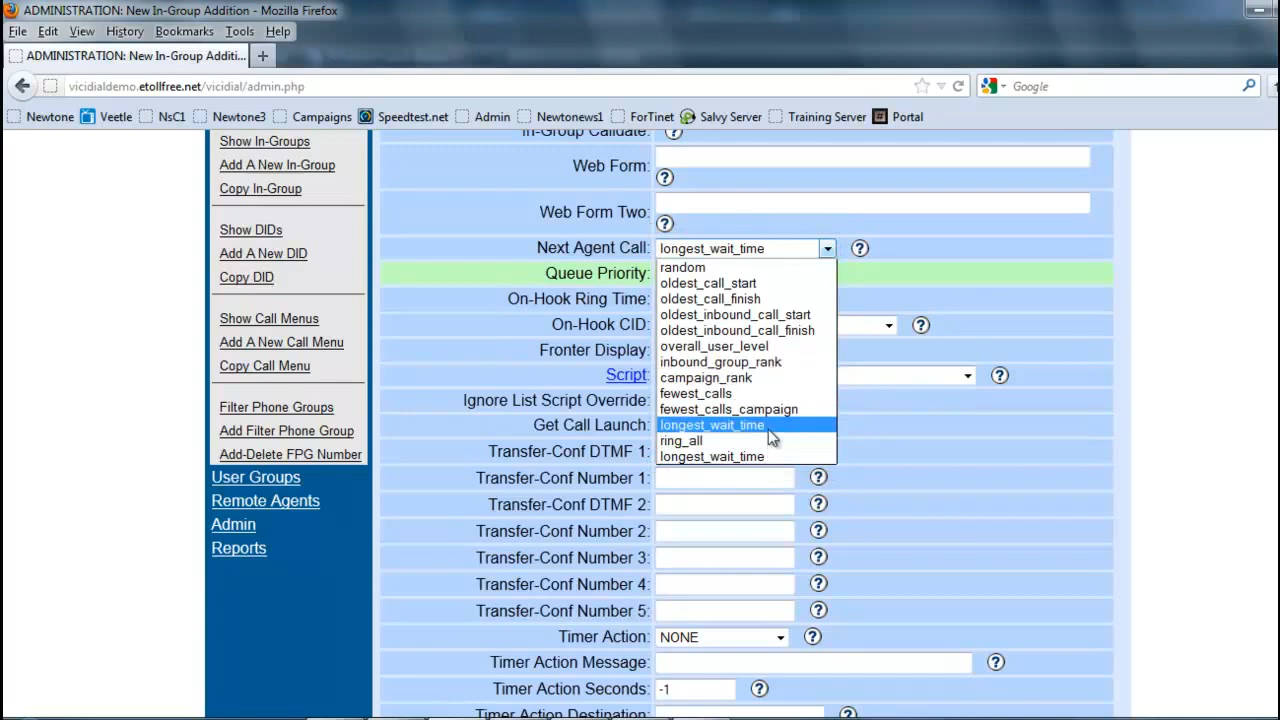 ADMINISTRATION: New In-Group Addition - Mozilla Firefox
File Edit View History Bookmarks Tools Help
ADMINISTRATION: New In-Group Additi... +
vicidialdemo.etollfree.net/vicidial/admin.php Google
Newtone Veetle NsC1 Newtone3 Campaigns Speedtest.net Admin Newtonews1 ForTinet Salvy Server Training Server Portal
Show In-Groups
Add A New In-Group
Copy In-Group
Show DIDs
Add A New DID
Copy DID
Show Call Menus
Add A New Call Menu
Copy Call Menu
Filter Phone Groups
Add Filter Phone Group
Add-Delete FPG Number
User Groups
Remote Agents
Admin
Reports
In-Group Calldate: ?
Web Form:
?
Web Form Two:
?
Next Agent Call: longest_wait_time ?
Queue Priority:
On-Hook Ring Time:
On-Hook CID: ?
Fronter Display:
Script: ?
Ignore List Script Override:
Get Call Launch:
Transfer-Conf DTMF 1:
random
oldest_call_start
oldest_call_finish
oldest_inbound_call_start
oldest_inbound_call_finish
overall_user_level
inbound_group_rank
campaign_rank
fewest_calls
fewest_calls_campaign
longest_wait_time
ring_all
longest_wait_time
Transfer-Conf Number 1: ?
Transfer-Conf DTMF 2: ?
Transfer-Conf Number 2: ?
Transfer-Conf Number 3: ?
Transfer-Conf Number 4: ?
Transfer-Conf Number 5: ?
Timer Action: NONE ?
Timer Action Message: ?
Timer Action Seconds: -1 ?
Timer Action Destination: ?